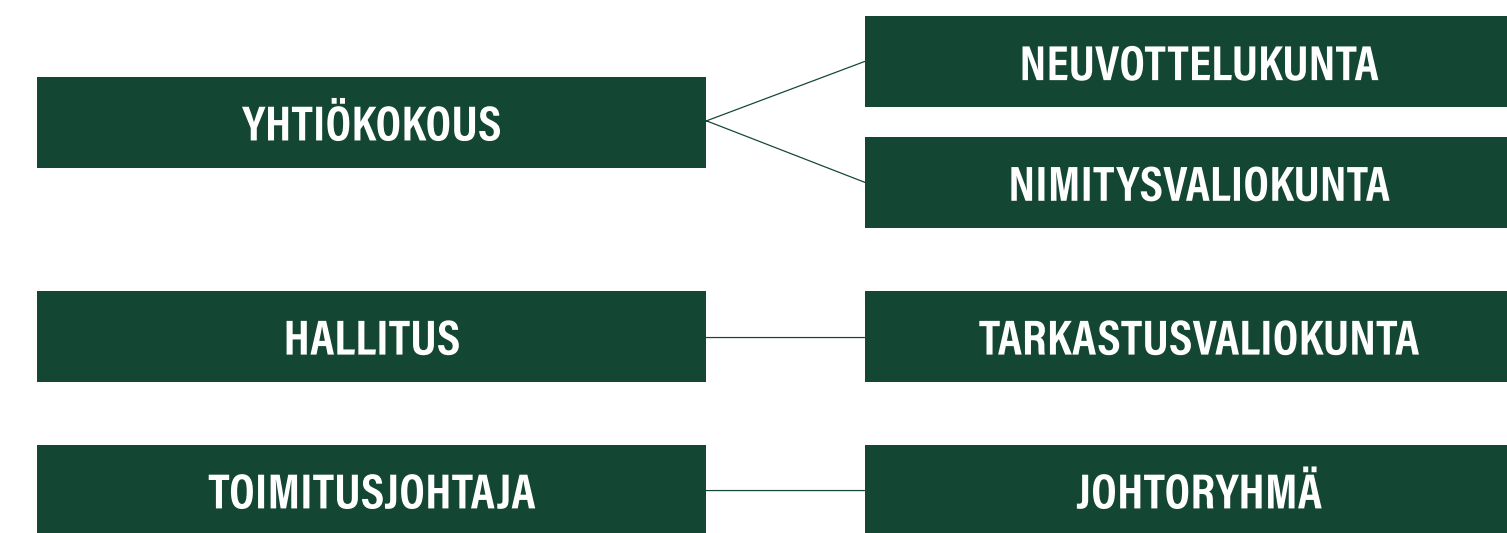 YHTIÖKOKOUS
NEUVOTTELUKUNTA
NIMITYSVALIOKUNTA
HALLITUS
TARKASTUSVALIOKUNTA
TOIMITUSJOHTAJA
JOHTORYHMÄ